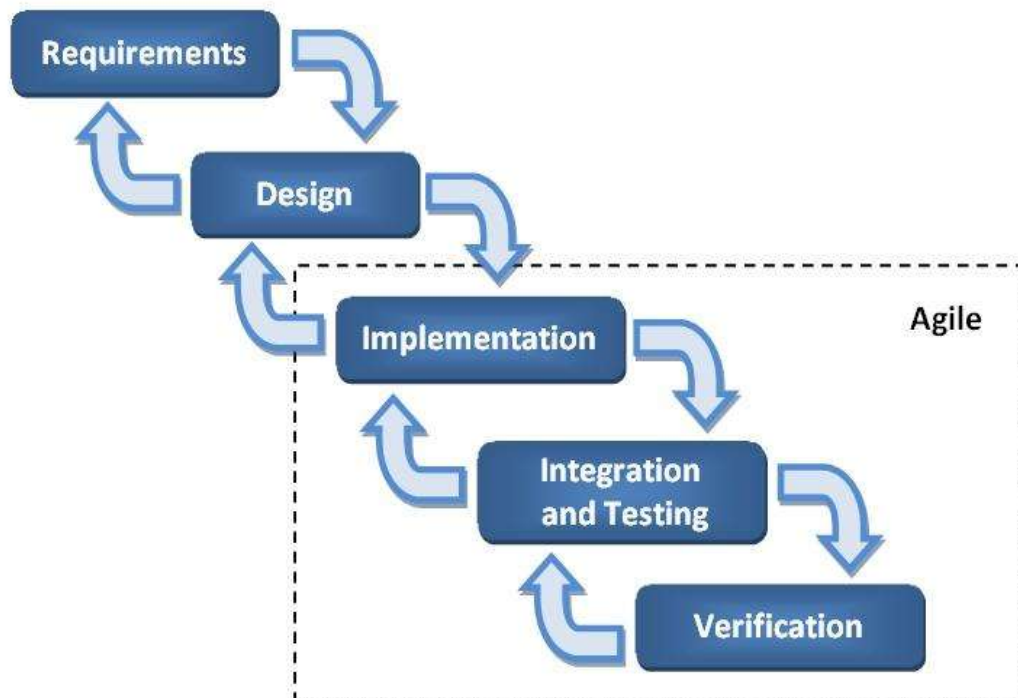 Requirements
Design
Agile
Implementation
Integration
and Testing
Verification